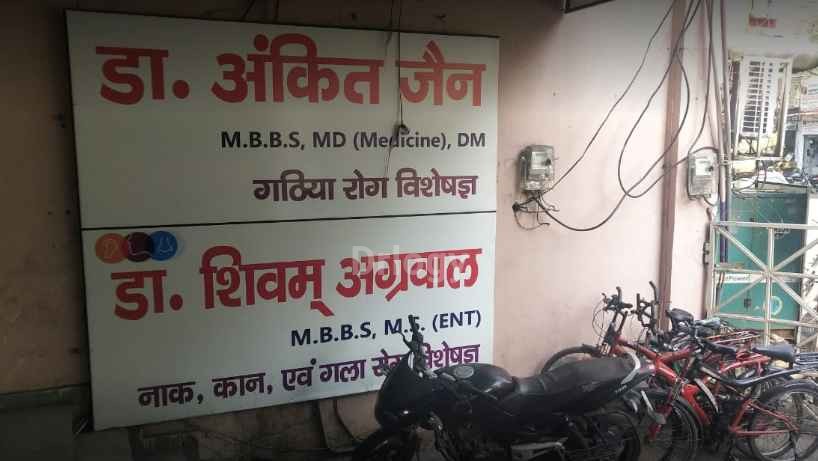 डा. अंकित जैन
M.B.B.S, MD (Medicine), DM
गठिया रोग विशेषज्ञ
डा. शिवम् अग्रवाल
M.B.B.S, M.S. (ENT)
नाक, कान, एवं गला रोग विशेषज्ञ